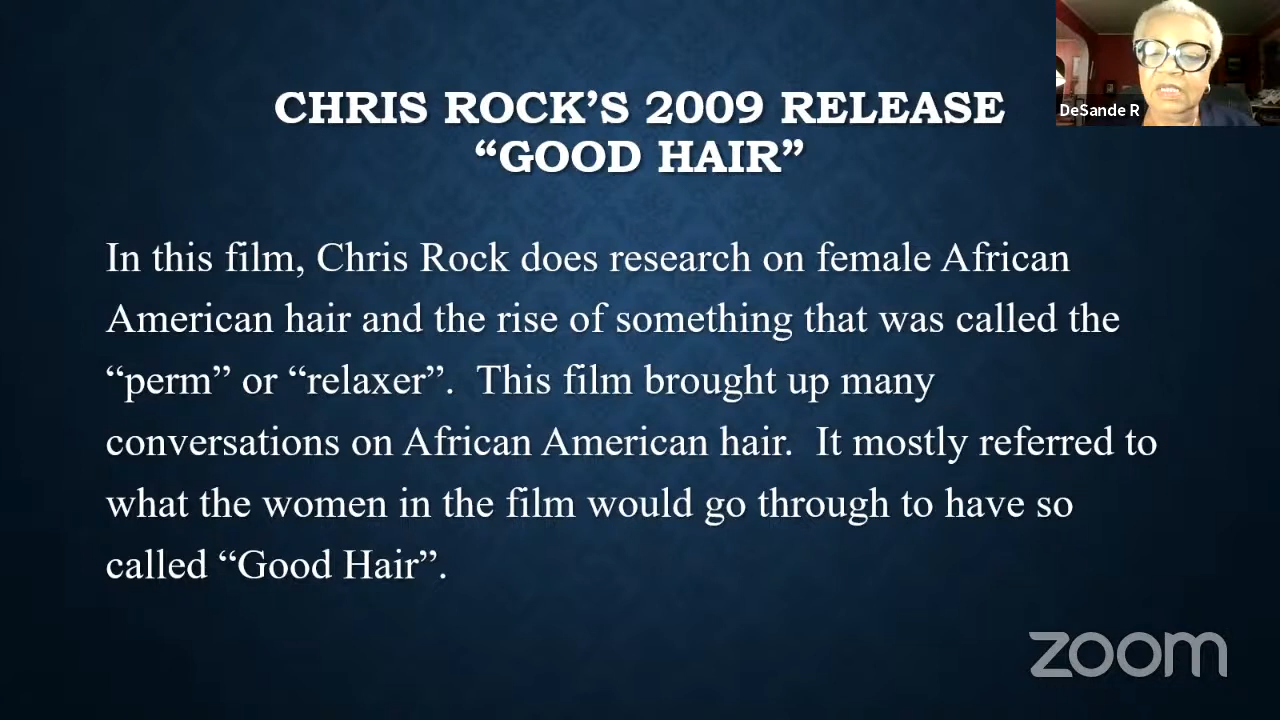 CHRIS ROCK’S 2009 RELEASE
“GOOD HAIR”
DeSande R
In this film, Chris Rock does research on female African
American hair and the rise of something that was called the
“perm” or “relaxer”.  This film brought up many
conversations on African American hair.  It mostly referred to
what the women in the film would go through to have so
called “Good Hair”.
zoom